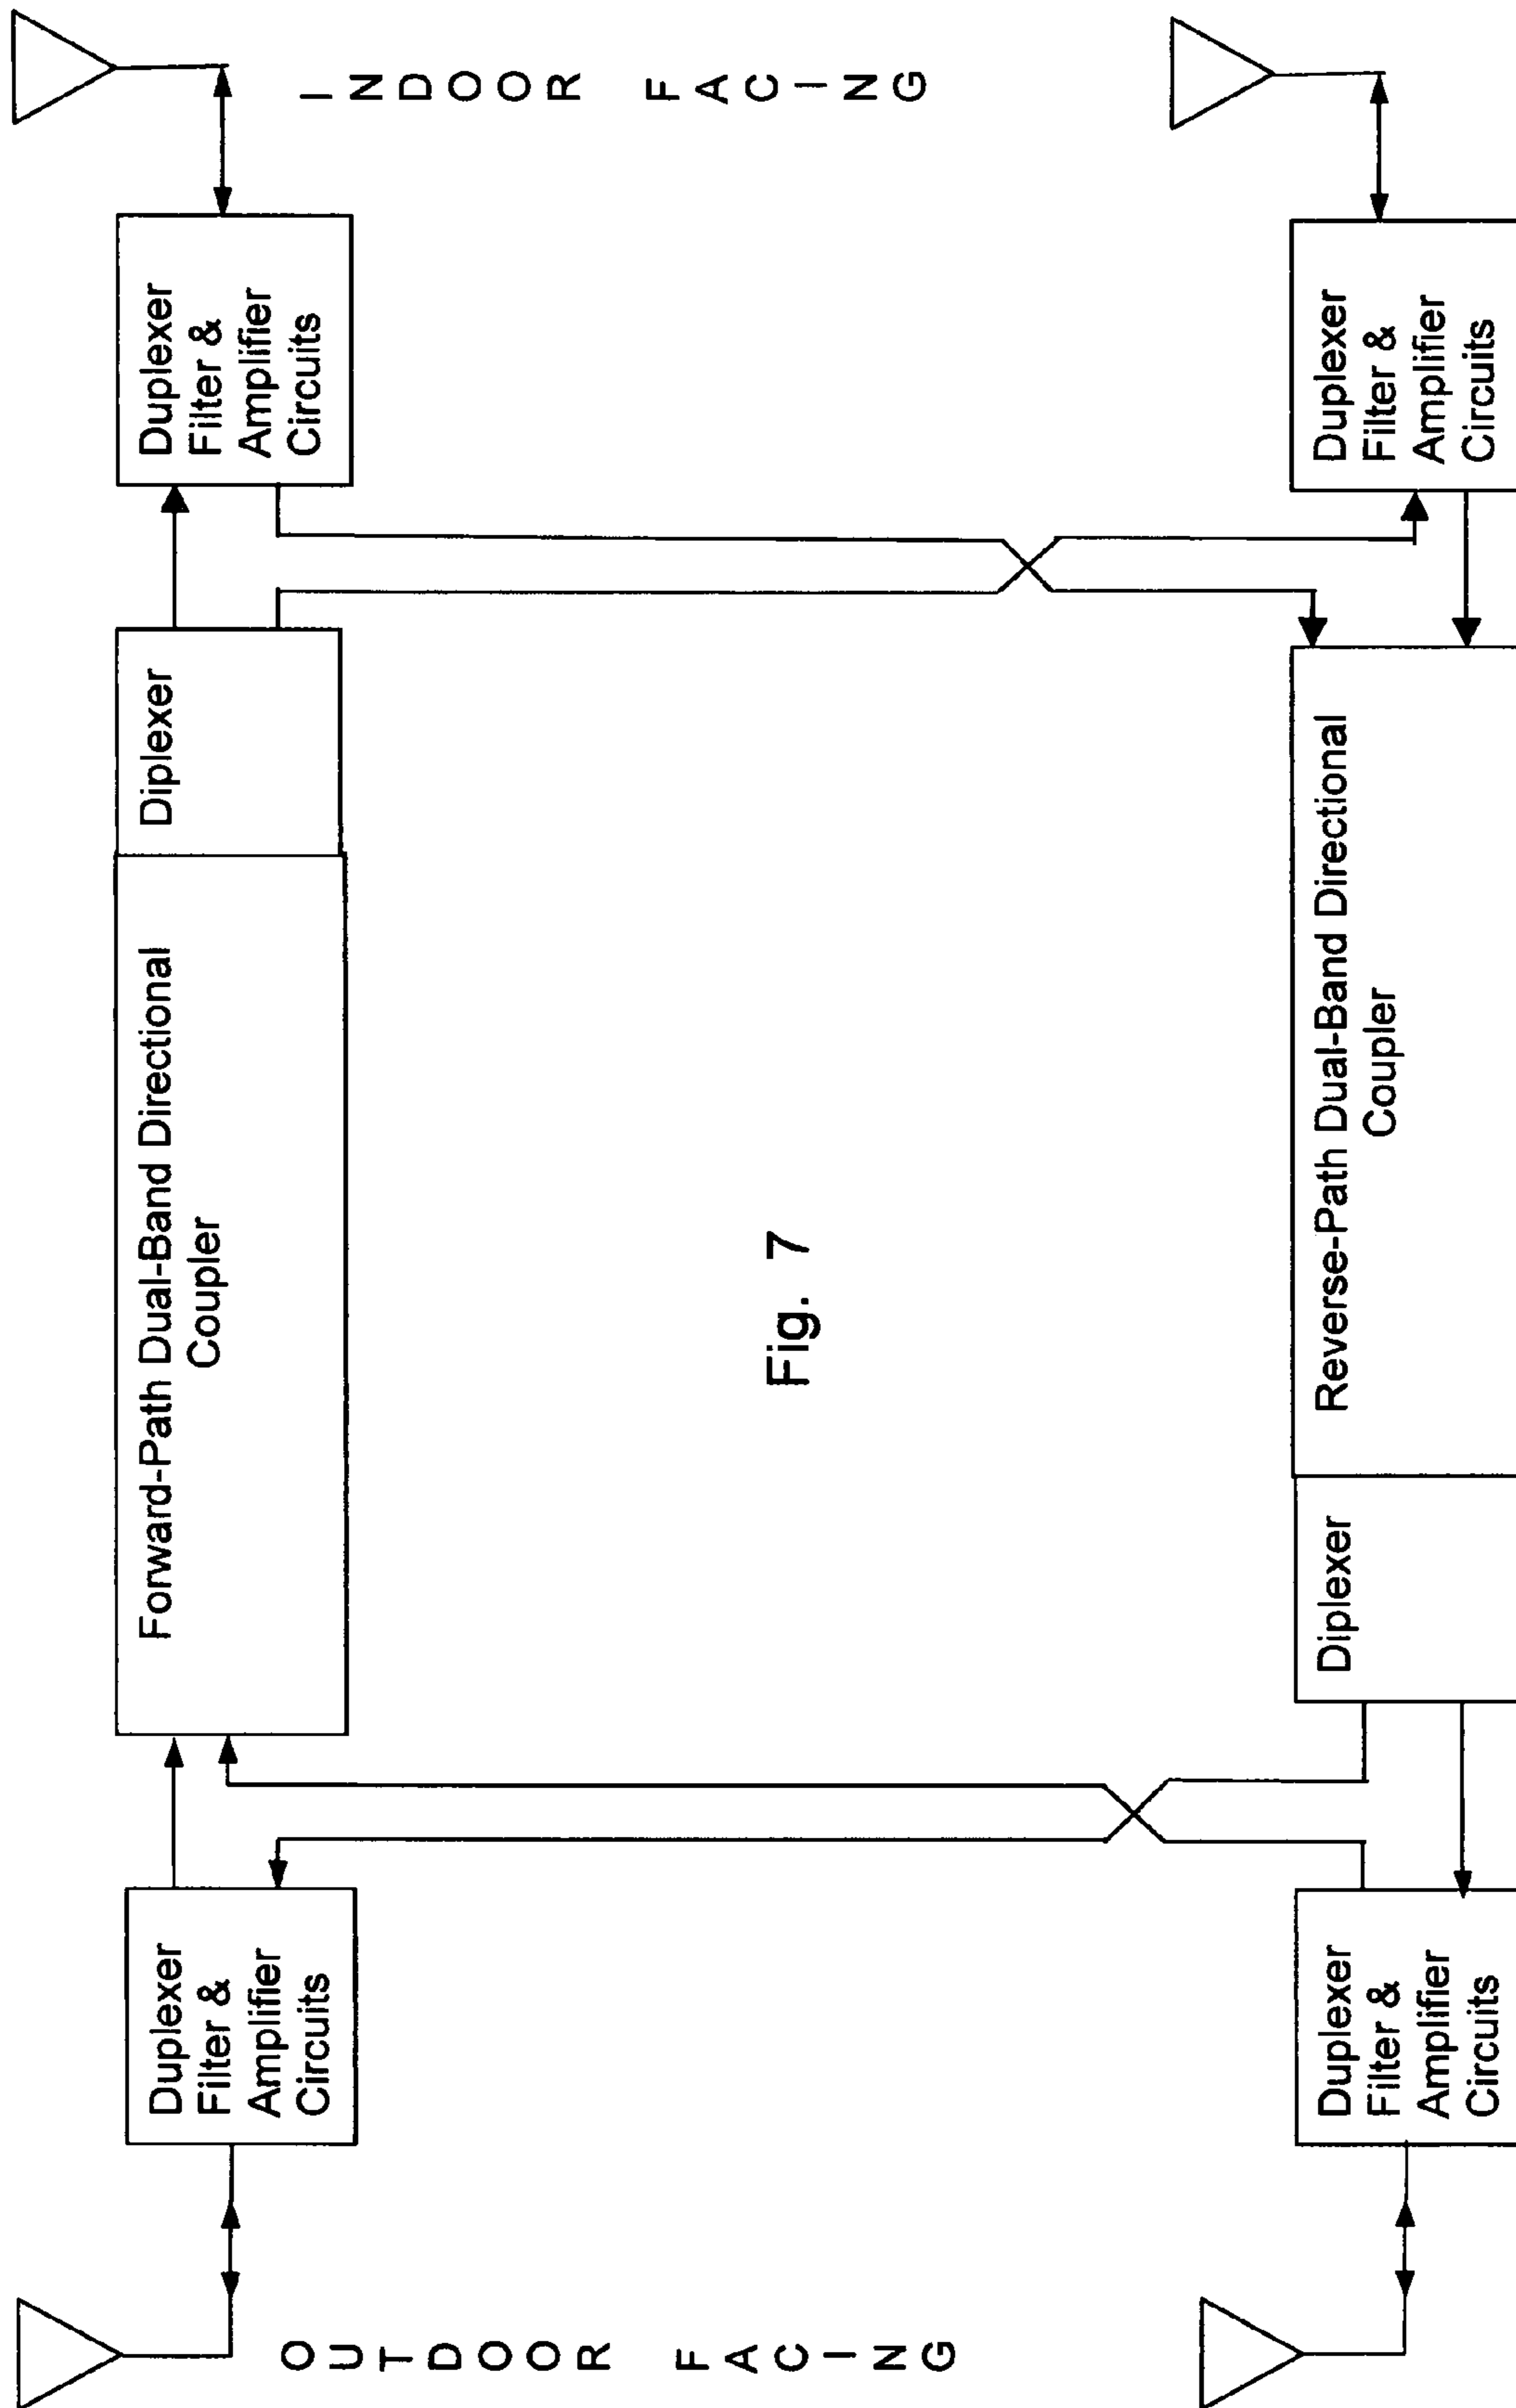 OUTDOOR FACING
Duplexer
Filter &
Amplifier
Circuits
Forward-Path Dual-Band Directional
Coupler
Diplexer
Duplexer
Filter &
Amplifier
Circuits
INDOOR FACING
Fig. 7
Duplexer
Filter &
Amplifier
Circuits
Diplexer
Reverse-Path Dual-Band Directional
Coupler
Duplexer
Filter &
Amplifier
Circuits